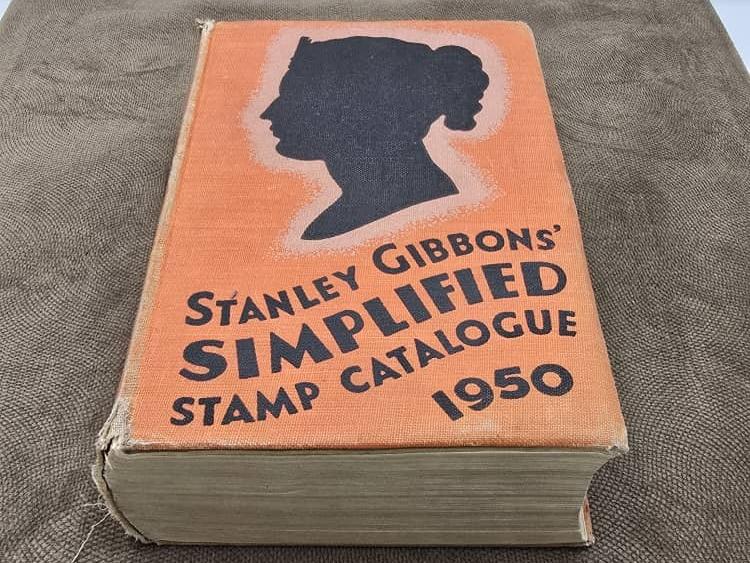 STANLEY GIBBONS'
SIMPLIFIED
STAMP CATALOGUE
1950